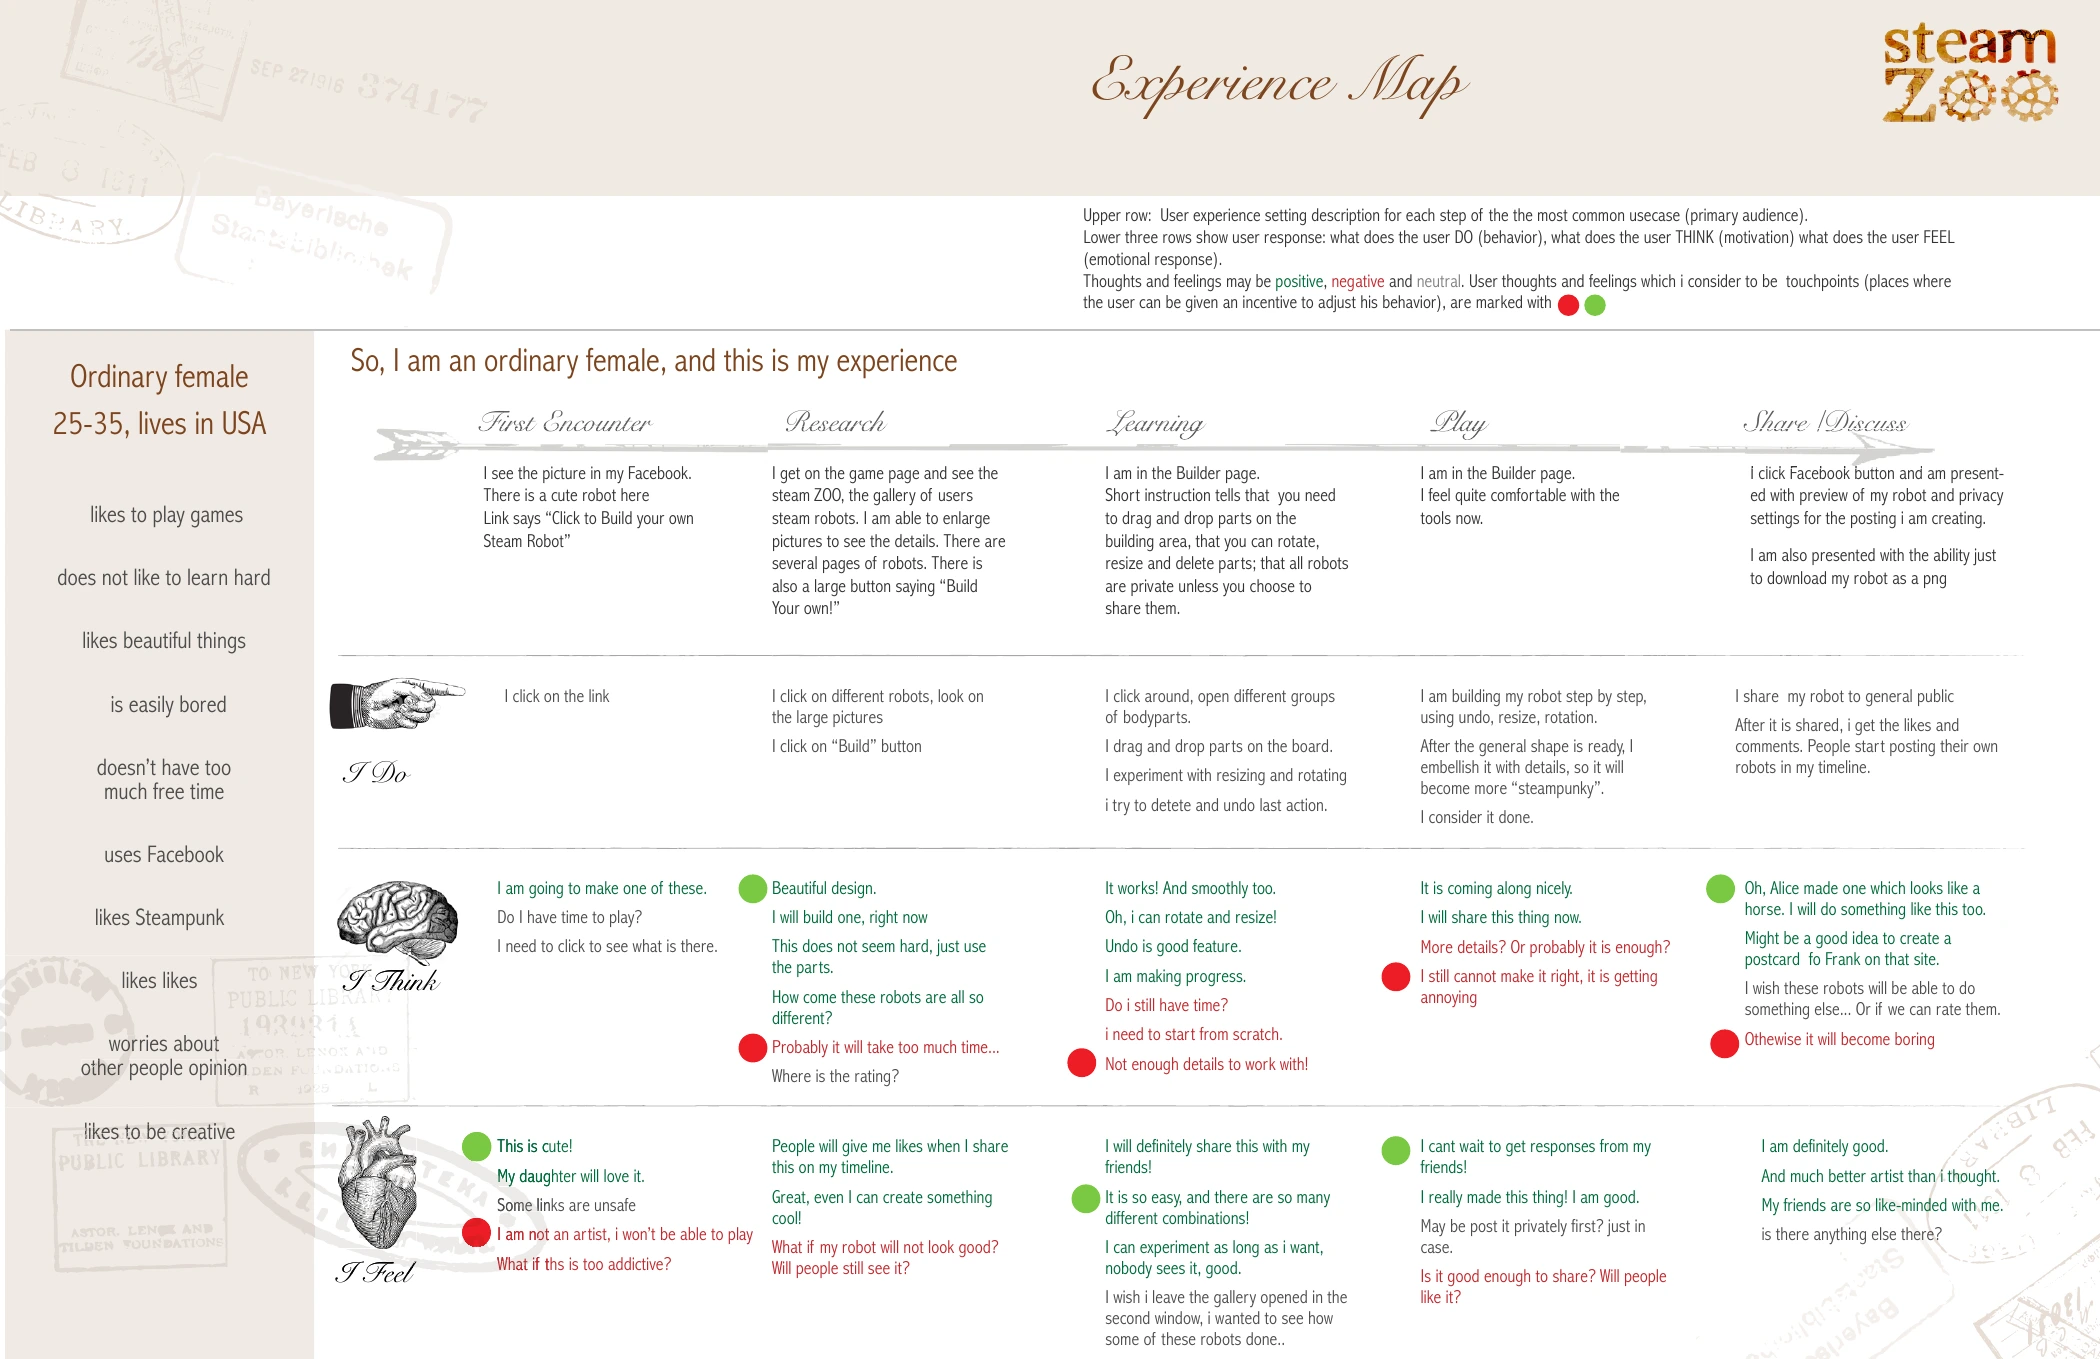 SEP 271916 374177
FEB 8 1811
LIBRARY.
Bayerische
Staatsbibliothek
Experience Map
steam
ZOO
Upper row:  User experience setting description for each step of the the most common usecase (primary audience).
Lower three rows show user response: what does the user DO (behavior), what does the user THINK (motivation) what does the user FEEL
(emotional response).
Thoughts and feelings may be positive, negative and neutral. User thoughts and feelings which i consider to be  touchpoints (places where
the user can be given an incentive to adjust his behavior), are marked with
Ordinary female
25-35, lives in USA
likes to play games
does not like to learn hard
likes beautiful things
is easily bored
doesn't have too
much free time
uses Facebook
likes Steampunk
likes likes
worries about
other people opinion
likes to be creative
So, I am an ordinary female, and this is my experience
First Encounter
Research
Learning
Play
Share /Discuss
I see the picture in my Facebook.
There is a cute robot here
Link says “Click to Build your own
Steam Robot”
I get on the game page and see the
steam ZOO, the gallery of users
steam robots. I am able to enlarge
pictures to see the details. There are
several pages of robots. There is
also a large button saying “Build
Your own!”
I am in the Builder page.
Short instruction tells that  you need
to drag and drop parts on the
building area, that you can rotate,
resize and delete parts; that all robots
are private unless you choose to
share them.
I am in the Builder page.
I feel quite comfortable with the
tools now.
I click Facebook button and am present-
ed with preview of my robot and privacy
settings for the posting i am creating.
I am also presented with the ability just
to download my robot as a png
I Do
I click on the link
I click on different robots, look on
the large pictures
I click on “Build” button
I click around, open different groups
of bodyparts.
I drag and drop parts on the board.
I experiment with resizing and rotating
i try to detete and undo last action.
I am building my robot step by step,
using undo, resize, rotation.
After the general shape is ready, I
embellish it with details, so it will
become more “steampunky”.
I consider it done.
I share  my robot to general public
After it is shared, i get the likes and
comments. People start posting their own
robots in my timeline.
I Think
I am going to make one of these.
Do I have time to play?
I need to click to see what is there.
Beautiful design.
I will build one, right now
This does not seem hard, just use
the parts.
How come these robots are all so
different?
Probably it will take too much time...
Where is the rating?
It works! And smoothly too.
Oh, i can rotate and resize!
Undo is good feature.
I am making progress.
Do i still have time?
i need to start from scratch.
Not enough details to work with!
It is coming along nicely.
I will share this thing now.
More details? Or probably it is enough?
I still cannot make it right, it is getting
annoying
Oh, Alice made one which looks like a
horse. I will do something like this too.
Might be a good idea to create a
postcard  fo Frank on that site.
I wish these robots will be able to do
something else... Or if we can rate them.
Othewise it will become boring
I Feel
This is cute!
My daughter will love it.
Some links are unsafe
I am not an artist, i won't be able to play
What if ths is too addictive?
People will give me likes when I share
this on my timeline.
Great, even I can create something
cool!
What if my robot will not look good?
Will people still see it?
I will definitely share this with my
friends!
It is so easy, and there are so many
different combinations!
I can experiment as long as i want,
nobody sees it, good.
I wish i leave the gallery opened in the
second window, i wanted to see how
some of these robots done..
I cant wait to get responses from my
friends!
I really made this thing! I am good.
May be post it privately first? just in
case.
Is it good enough to share? Will people
like it?
I am definitely good.
And much better artist than i thought.
My friends are so like-minded with me.
is there anything else there?
TO NEW YORK
PUBLIC LIBRARY
ASTOR, LENOX AND
TILDEN FOUNDATIONS
PUBLIC LIBRARY
ASTOR, LENOX AND
TILDEN FOUNDATIONS